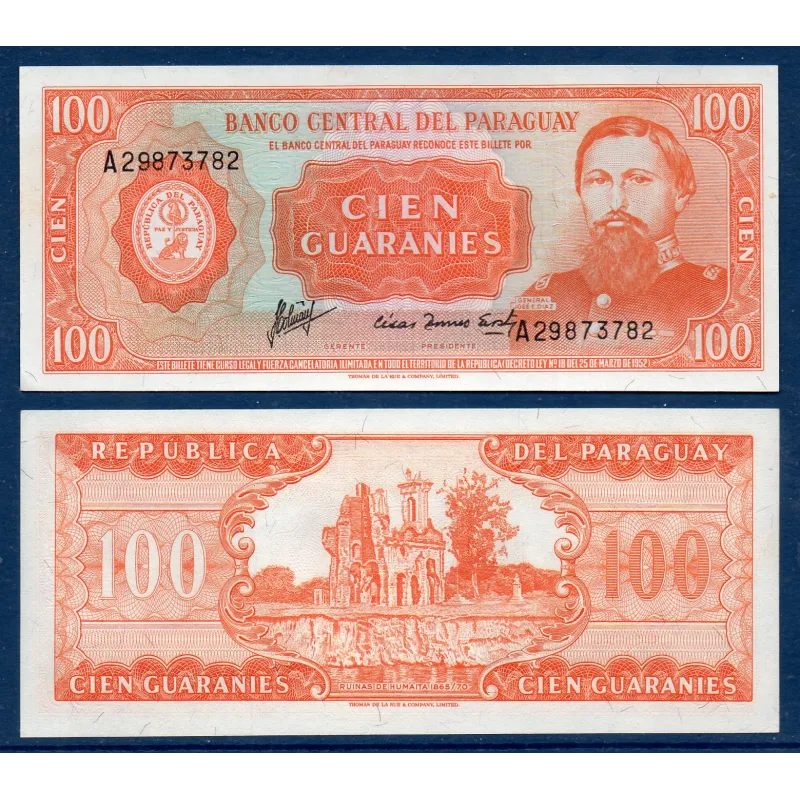 100 100
BANCO CENTRAL DEL PARAGUAY
EL BANCO CENTRAL DEL PARAGUAY RECONOCE ESTE BILLETE POR
A29873782
REPÚBLICA DEL PARAGUAY
PAZ Y JUSTICIA
CIEN
CIEN
GUARANIES
CIEN
GENERAL
JOSE E. DIAZ
A29873782
GERENTE PRESIDENTE
100 100
ESTE BILLETE TIENE CURSO LEGAL Y FUERZA CANCELATORIA ILIMITADA EN TODO EL TERRITORIO DE LA REPUBLICA (DECRETO LEY Nº 18 DEL 25 DE MARZO DE 1952)
THOMAS DE LA RUE & COMPANY, LIMITED.
REPÚBLICA DEL PARAGUAY
100 100
CIEN GUARANIES CIEN GUARANIES
RUINAS DE HUMAITA 1865/70
THOMAS DE LA RUE & COMPANY, LIMITED.